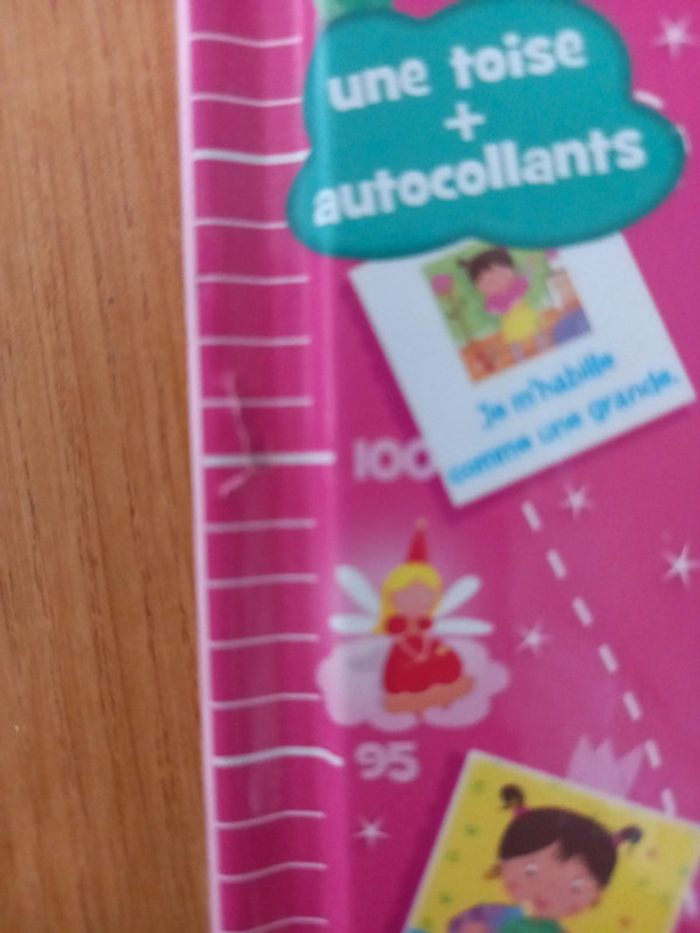 une toise
+
autocollants
Je m'habille
comme une grande.
100
95